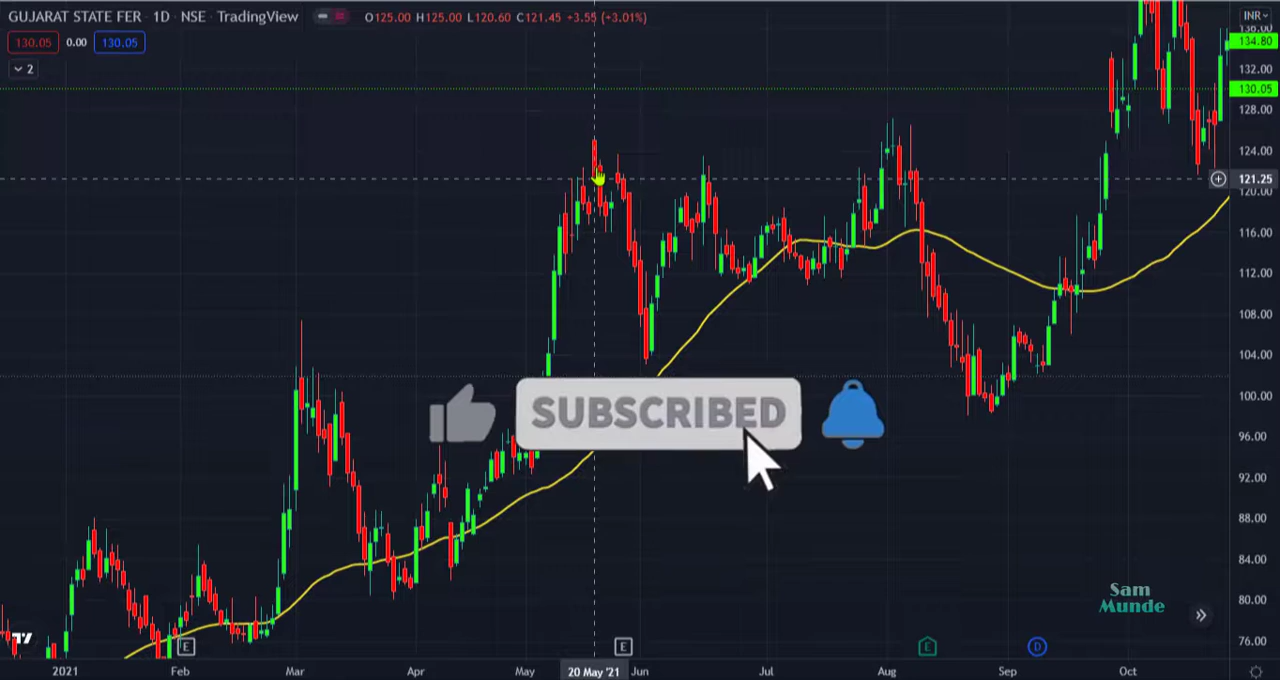 GUJARAT STATE FER · 1D · NSE · TradingView
O125.00 H125.00 L120.60 C121.45 +3.55 (+3.01%)
INR
130.05 0.00 130.05
2
136.00
134.80
132.00
130.05
128.00
124.00
121.25
120.00
116.00
112.00
108.00
104.00
100.00
96.00
92.00
88.00
84.00
80.00
76.00
SUBSCRIBED
Sam
Munde
E
E
E
D
2021 Feb Mar Apr May 20 May '21 Jun Jul Aug Sep Oct